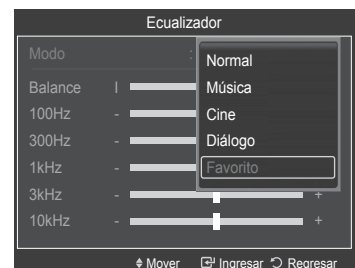 Ecualizador
Modo :
Normal
Música
Cine
Diálogo
Favorito
Balance I
100Hz -
300Hz -
1kHz -
3kHz - +
10kHz - +
Mover Ingresar Regresar